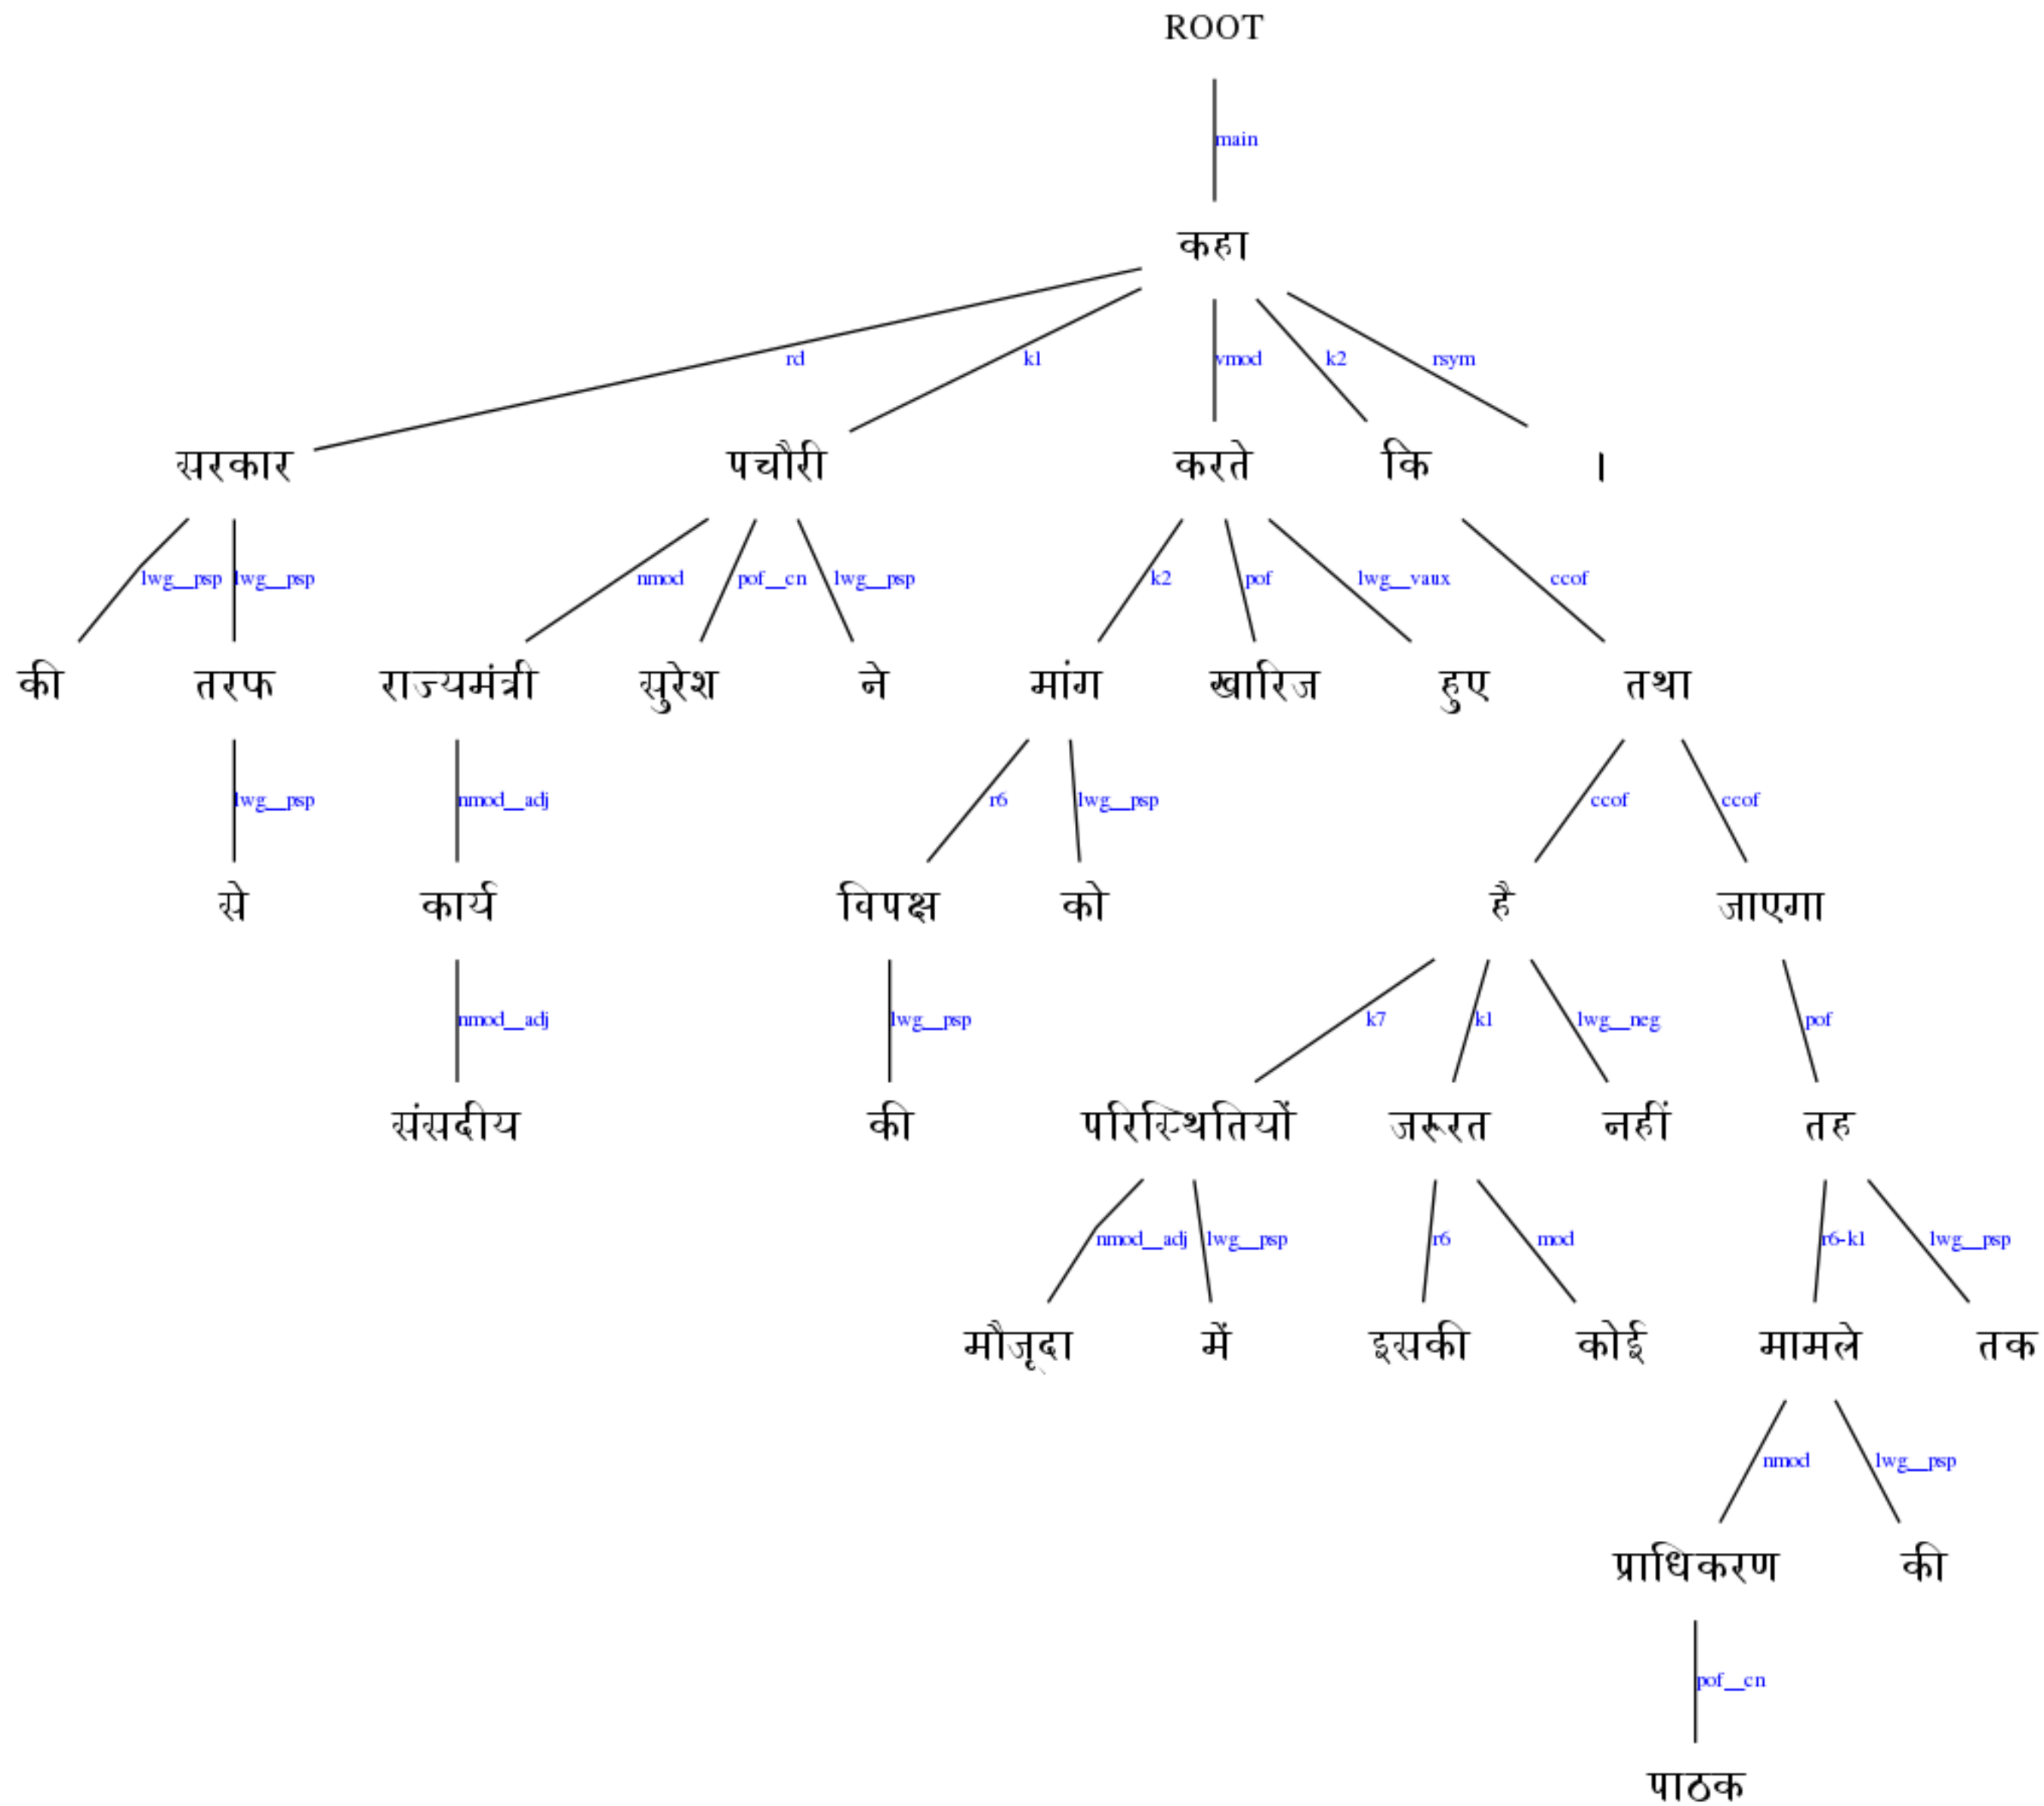 ROOT
main
कहा
rd k1 vmod k2 rsym
सरकार पचौरी करते कि ।
lwg__psp lwg__psp nmod pof__cn lwg__psp k2 pof lwg__vaux ccof
की तरफ राज्यमंत्री सुरेश ने मांग खारिज हुए तथा
lwg__psp nmod__adj r6 lwg__psp ccof ccof
से कार्य विपक्ष को है जाएगा
nmod__adj lwg__psp k7 k1 lwg__neg pof
संसदीय की परिस्थितियों जरूरत नहीं तह
nmod__adj lwg__psp r6 mod r6-k1 lwg__psp
मौजूदा में इसकी कोई मामले तक
nmod lwg__psp
प्राधिकरण की
pof__cn
पाठक